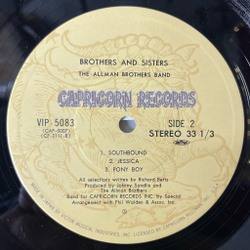 BROTHERS AND SISTERS
THE ALLMAN BROTHERS BAND
CAPRICORN RECORDS
VIP 5083
(CAP-5007)
SIDE 2
STEREO 33 1/3
1. SOUTHBOUND
2. JESSICA
3. PONY BOY
All selections written by Richard Betts
Produced by Johnny Sandlin and
The Allman Brothers
Band for CAPRICORN RECORDS INC. by Special
Arrangement with Phil Walden & Assoc. Inc.